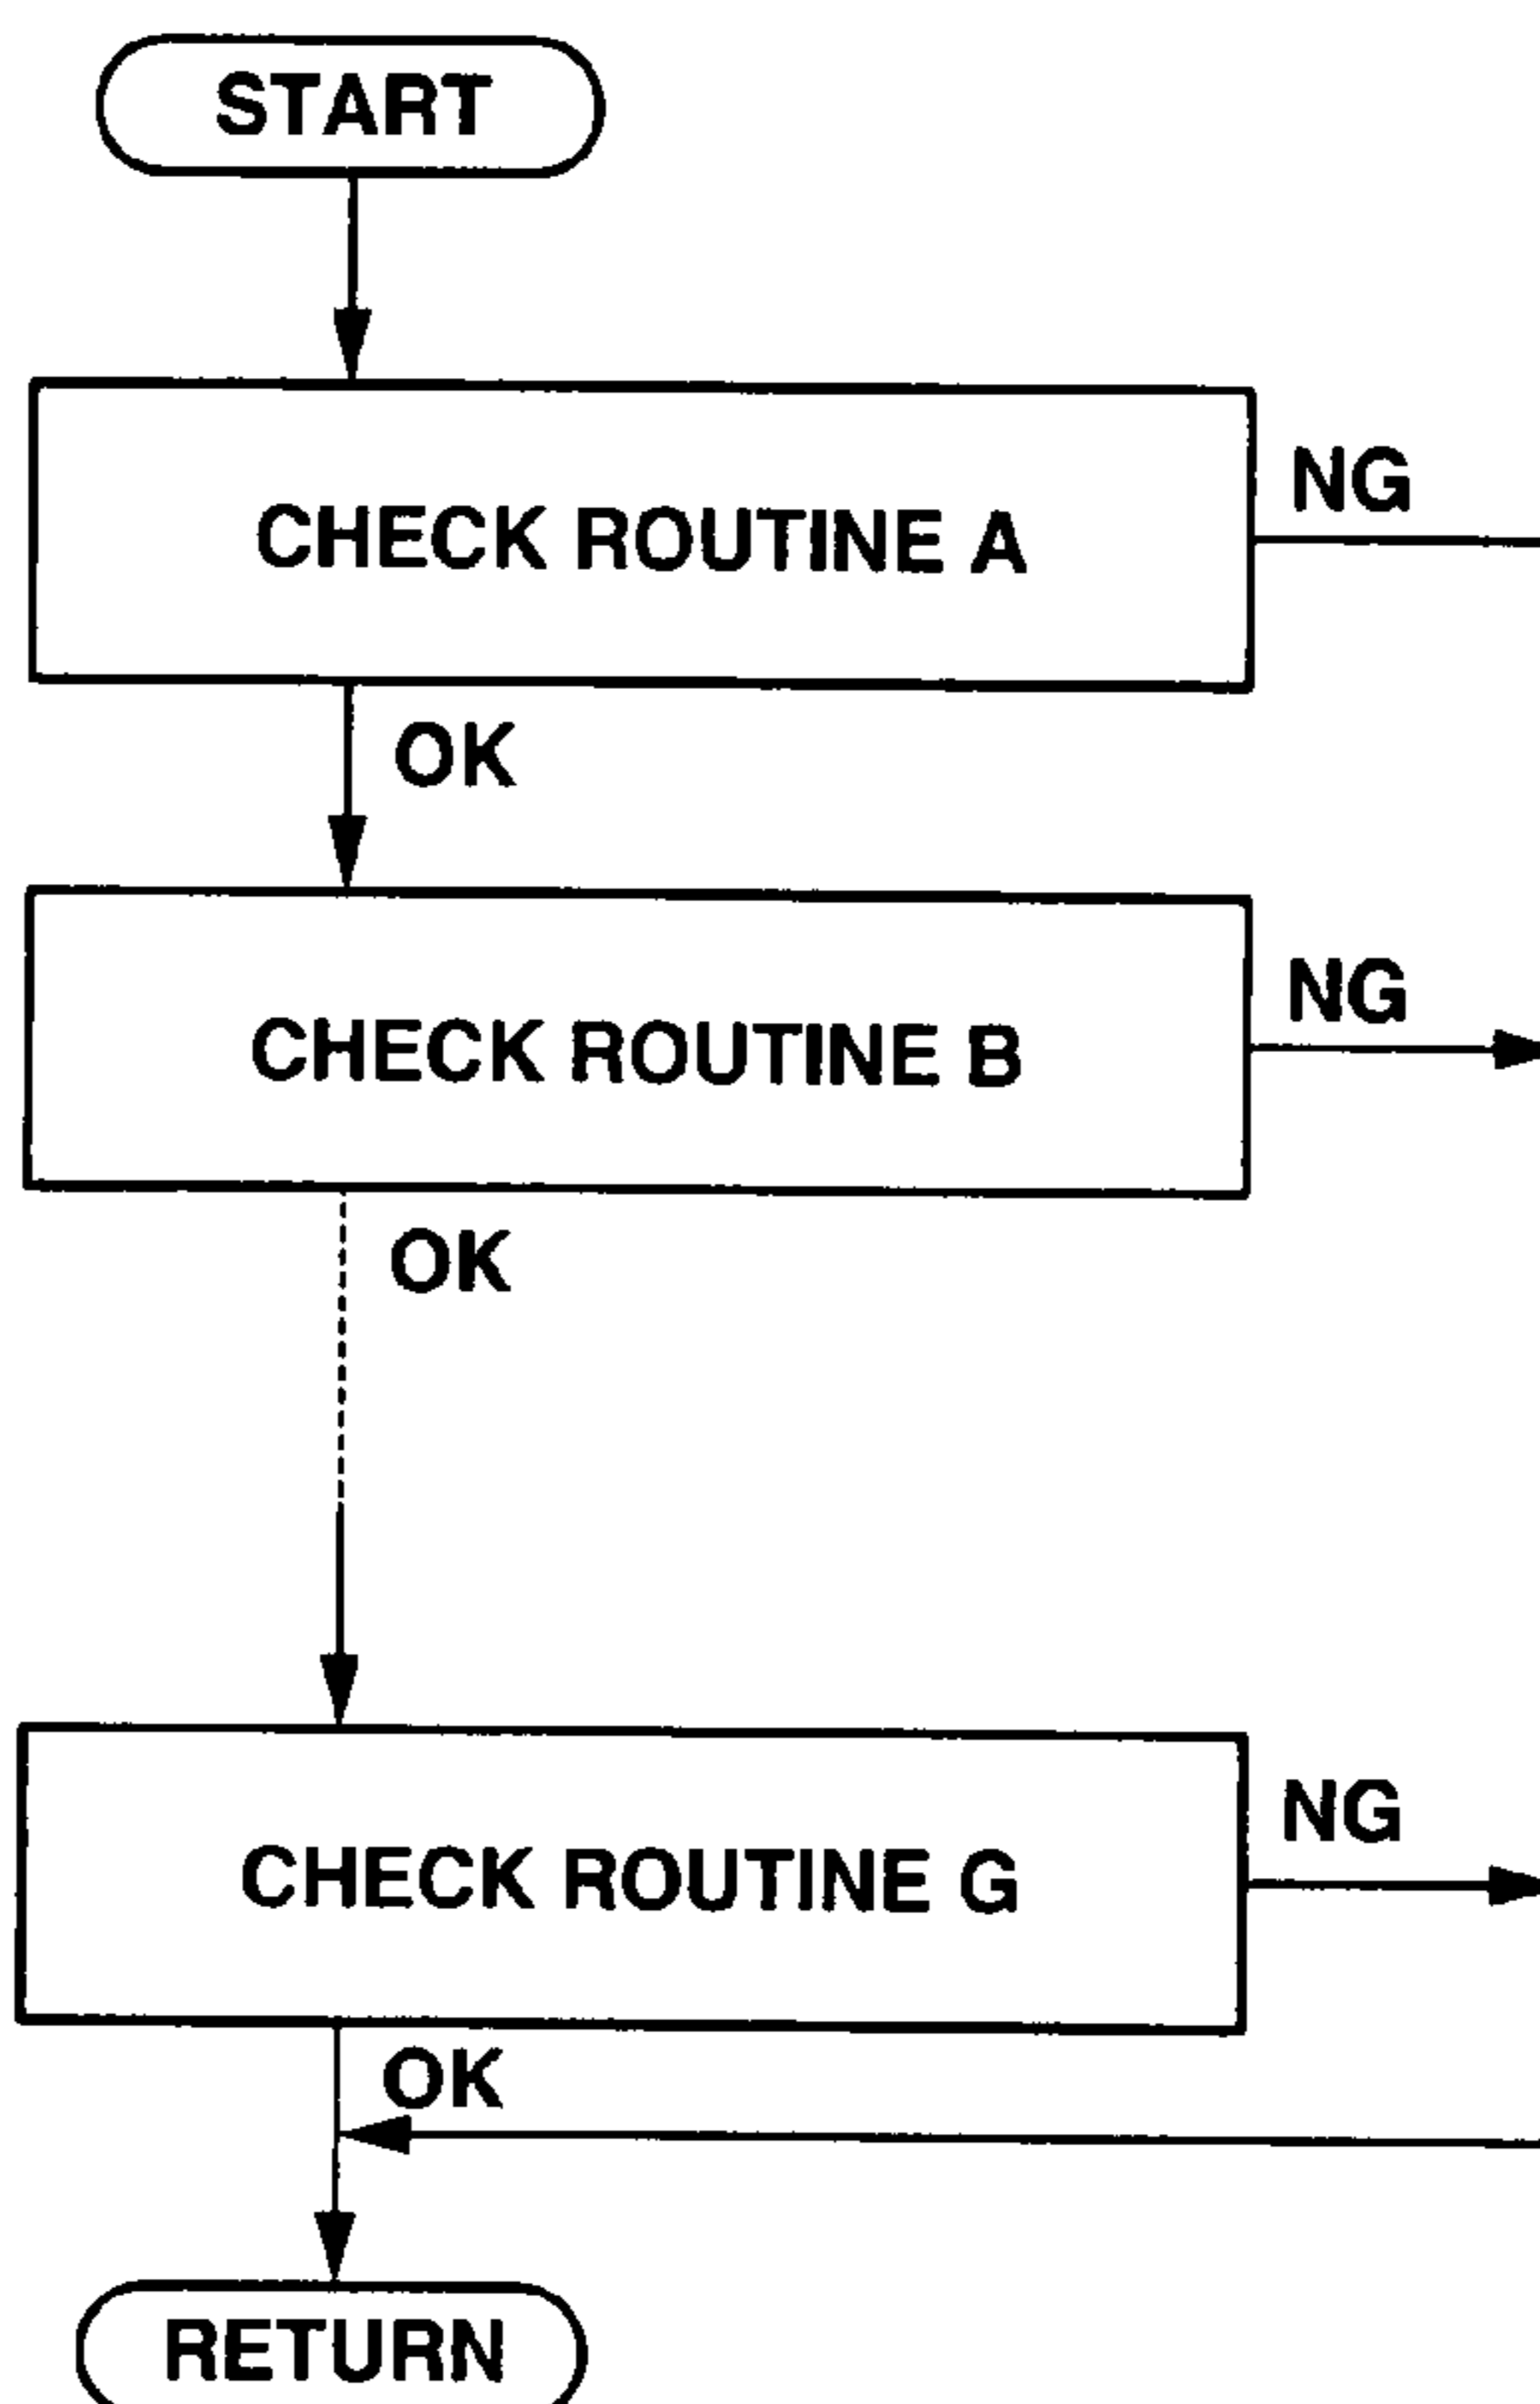 START
CHECK ROUTINE A
NG
OK
CHECK ROUTINE B
NG
OK
CHECK ROUTINE G
NG
OK
RETURN